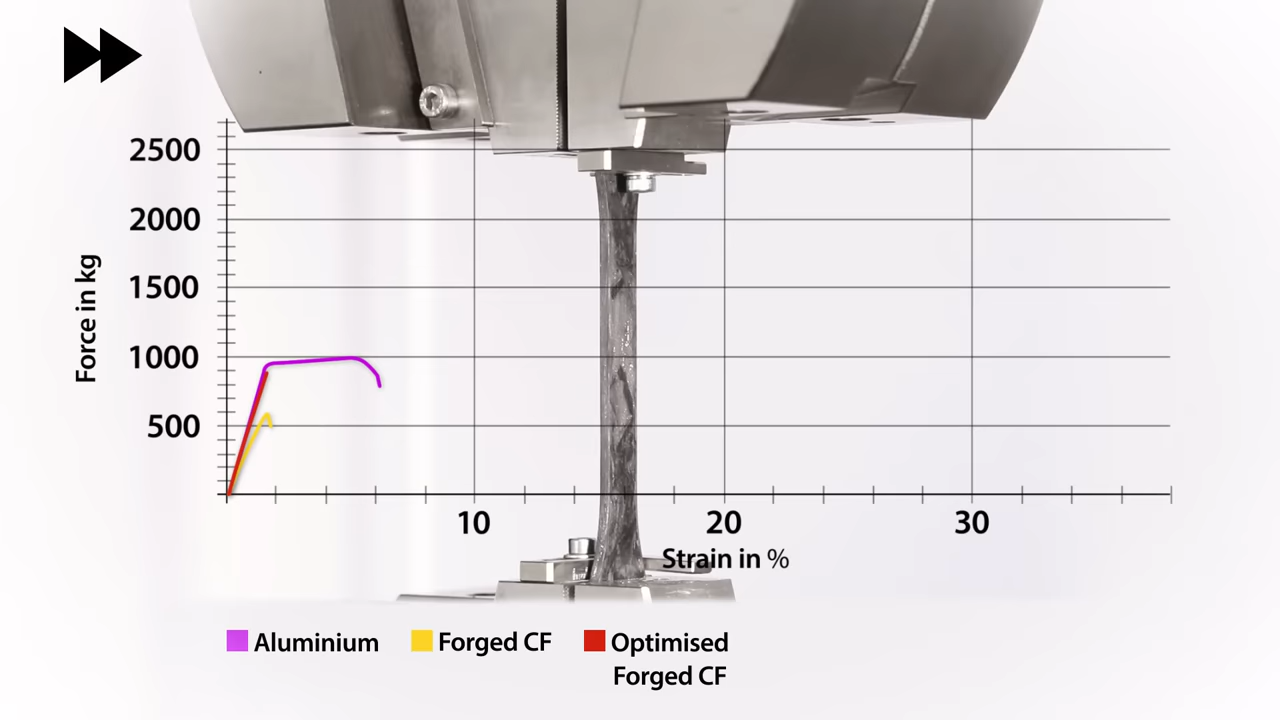 2500
2000
1500
1000
500
Force in kg
10
20
30
Strain in %
Aluminium
Forged CF
Optimised
Forged CF